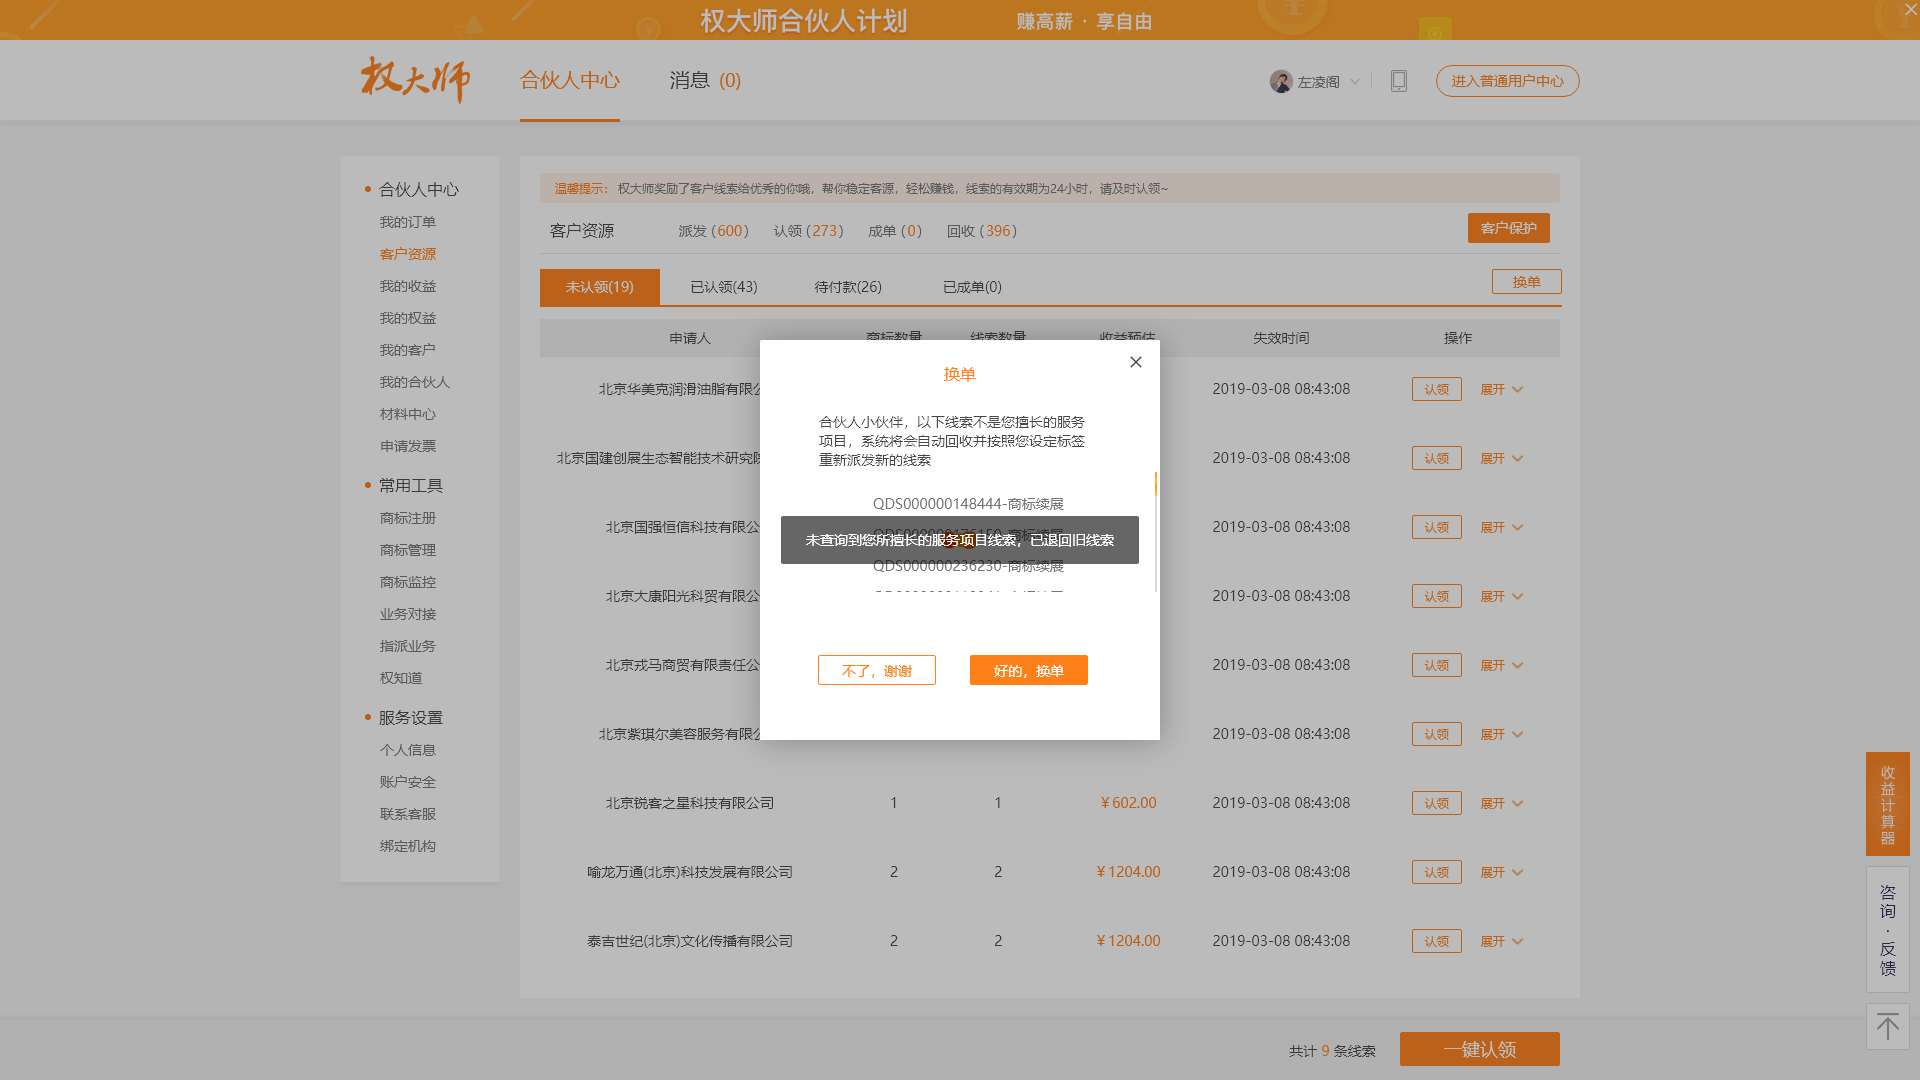 权大师合伙人计划 赚高薪 · 享自由
权大师 合伙人中心 消息 (0) 左凌阁 进入普通用户中心
合伙人中心
我的订单
客户资源
我的收益
我的权益
我的客户
我的合伙人
材料中心
申请发票
常用工具
商标注册
商标管理
商标监控
业务对接
指派业务
权知道
服务设置
个人信息
账户安全
联系客服
绑定机构
温馨提示： 权大师奖励了客户线索给优秀的你哦，帮你稳定客源，轻松赚钱，线索的有效期为24小时，请及时认领~
客户资源 派发 (600) 认领 (273) 成单 (0) 回收 (396) 客户保护
未认领(19) 已认领(43) 待付款(26) 已成单(0) 换单
申请人 商标数量 线索数量 收益预估 失效时间 操作
北京华美克润滑油脂有限 2019-03-08 08:43:08 认领 展开
北京国建创展生态智能技术研究 2019-03-08 08:43:08 认领 展开
北京国强恒信科技有限公 2019-03-08 08:43:08 认领 展开
北京大康阳光科贸有限公 2019-03-08 08:43:08 认领 展开
北京戎马商贸有限责任公 2019-03-08 08:43:08 认领 展开
北京紫琪尔美容服务有限 2019-03-08 08:43:08 认领 展开
北京锐客之星科技有限公司 1 1 ￥602.00 2019-03-08 08:43:08 认领 展开
喻龙万通(北京)科技发展有限公司 2 2 ￥1204.00 2019-03-08 08:43:08 认领 展开
泰吉世纪(北京)文化传播有限公司 2 2 ￥1204.00 2019-03-08 08:43:08 认领 展开
换单
合伙人小伙伴，以下线索不是您擅长的服务
项目，系统将会自动回收并按照您设定标签
重新派发新的线索
QDS000000148444-商标续展
未查询到您所擅长的服务项目线索，已退回旧线索
QDS000000236230-商标续展
不了，谢谢 好的，换单
共计 9 条线索 一键认领
收益计算器
咨询·反馈